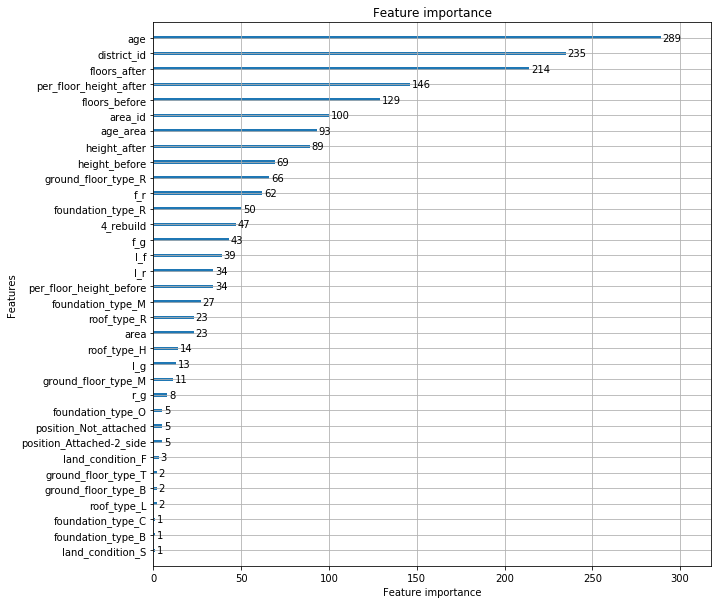 Feature importance
age 289
district_id 235
floors_after 214
per_floor_height_after 146
floors_before 129
area_id 100
age_area 93
height_after 89
height_before 69
ground_floor_type_R 66
f_r 62
foundation_type_R 50
4_rebuild 47
f_g 43
l_f 39
l_r 34
per_floor_height_before 34
foundation_type_M 27
roof_type_R 23
area 23
roof_type_H 14
l_g 13
ground_floor_type_M 11
r_g 8
foundation_type_O 5
position_Not_attached 5
position_Attached-2_side 5
land_condition_F 3
ground_floor_type_T 2
ground_floor_type_B 2
roof_type_L 2
foundation_type_C 1
foundation_type_B 1
land_condition_S 1
Features
0 50 100 150 200 250 300
Feature importance